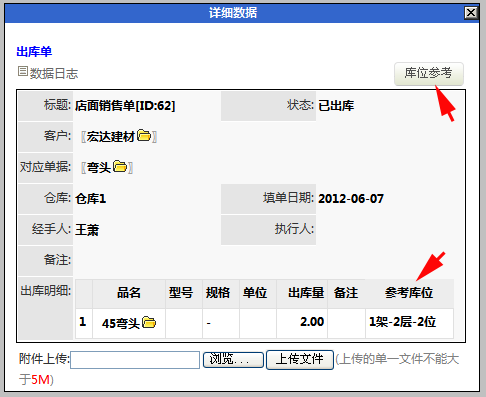 详细数据
出库单
数据日志
库位参考
标题: 店面销售单[ID:62] 状态: 已出库
客户: 〖宏达建材〗
对应单据: 〖弯头〗
仓库: 仓库1 填单日期: 2012-06-07
经手人: 王萧 执行人:
备注:
出库明细: 品名 型号 规格 单位 出库量 备注 参考库位
1 45弯头 - 2.00 1架-2层-2位
附件上传: 浏览... 上传文件 (上传的单一文件不能大
于5M)